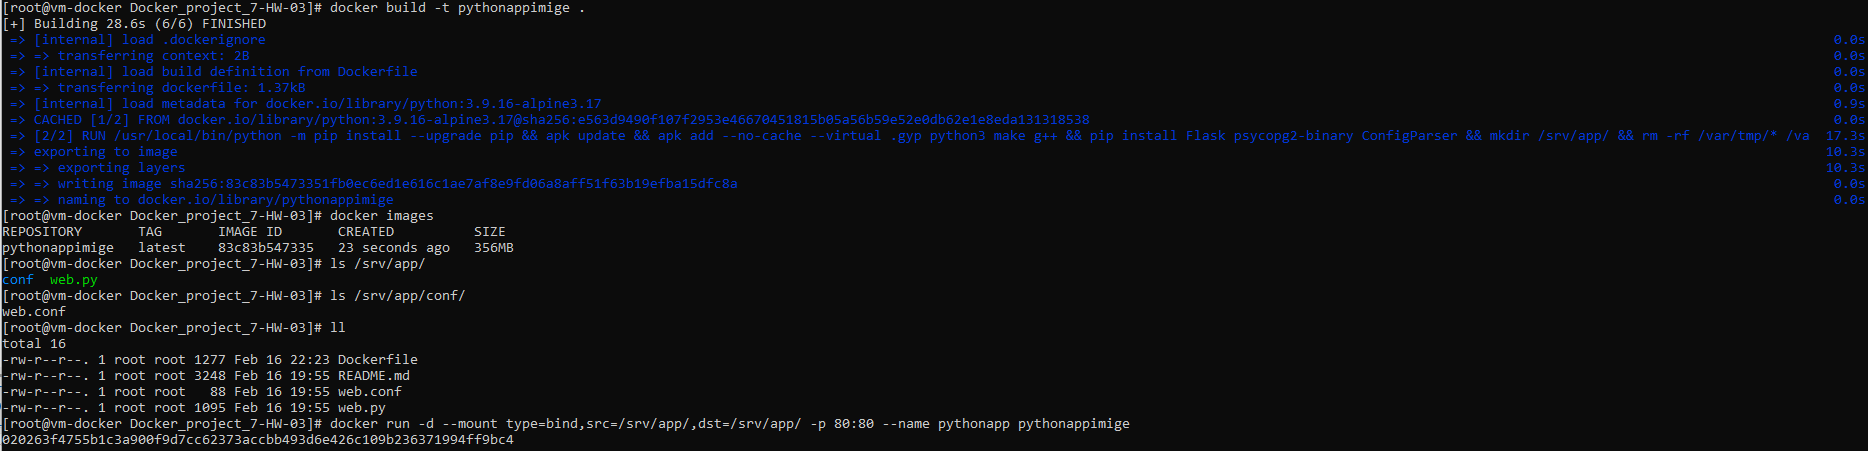 [root@vm-docker Docker_project_7-HW-03]# docker build -t pythonappimige .
[+] Building 28.6s (6/6) FINISHED
=> [internal] load .dockerignore 0.0s
=> => transferring context: 2B 0.0s
=> [internal] load build definition from Dockerfile 0.0s
=> => transferring dockerfile: 1.37kB 0.0s
=> [internal] load metadata for docker.io/library/python:3.9.16-alpine3.17 0.9s
=> CACHED [1/2] FROM docker.io/library/python:3.9.16-alpine3.17@sha256:e563d9490f107f2953e46670451815b05a56b59e52e0db62e1e8eda131318538 0.0s
=> [2/2] RUN /usr/local/bin/python -m pip install --upgrade pip && apk update && apk add --no-cache --virtual .gyp python3 make g++ && pip install Flask psycopg2-binary ConfigParser && mkdir /srv/app/ && rm -rf /var/tmp/* /va 17.3s
=> exporting to image 10.3s
=> => exporting layers 10.3s
=> => writing image sha256:83c83b5473351fb0ec6ed1e616c1ae7af8e9fd06a8aff51f63b19efba15dfc8a 0.0s
=> => naming to docker.io/library/pythonappimige 0.0s
[root@vm-docker Docker_project_7-HW-03]# docker images
REPOSITORY TAG IMAGE ID CREATED SIZE
pythonappimige latest 83c83b547335 23 seconds ago 356MB
[root@vm-docker Docker_project_7-HW-03]# ls /srv/app/
conf web.py
[root@vm-docker Docker_project_7-HW-03]# ls /srv/app/conf/
web.conf
[root@vm-docker Docker_project_7-HW-03]# ll
total 16
-rw-r--r--. 1 root root 1277 Feb 16 22:23 Dockerfile
-rw-r--r--. 1 root root 3248 Feb 16 19:55 README.md
-rw-r--r--. 1 root root 88 Feb 16 19:55 web.conf
-rw-r--r--. 1 root root 1095 Feb 16 19:55 web.py
[root@vm-docker Docker_project_7-HW-03]# docker run -d --mount type=bind,src=/srv/app/,dst=/srv/app/ -p 80:80 --name pythonapp pythonappimige
020263f4755b1c3a900f9d7cc62373accbb493d6e426c109b236371994ff9bc4